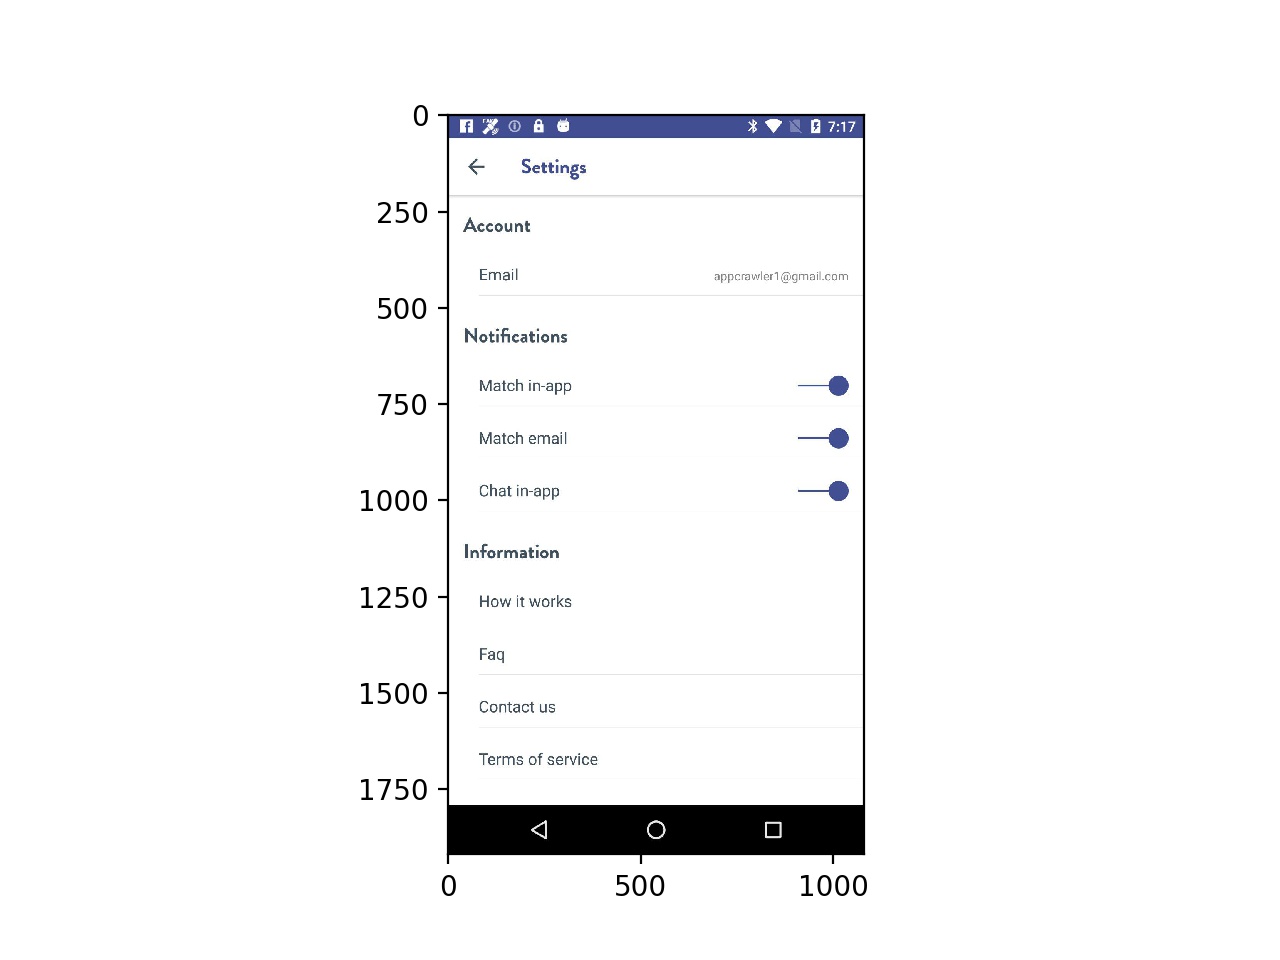 7:17
Settings
Account
Email appcrawler1@gmail.com
Notifications
Match in-app
Match email
Chat in-app
Information
How it works
Faq
Contact us
Terms of service
0
250
500
750
1000
1250
1500
1750
0 500 1000